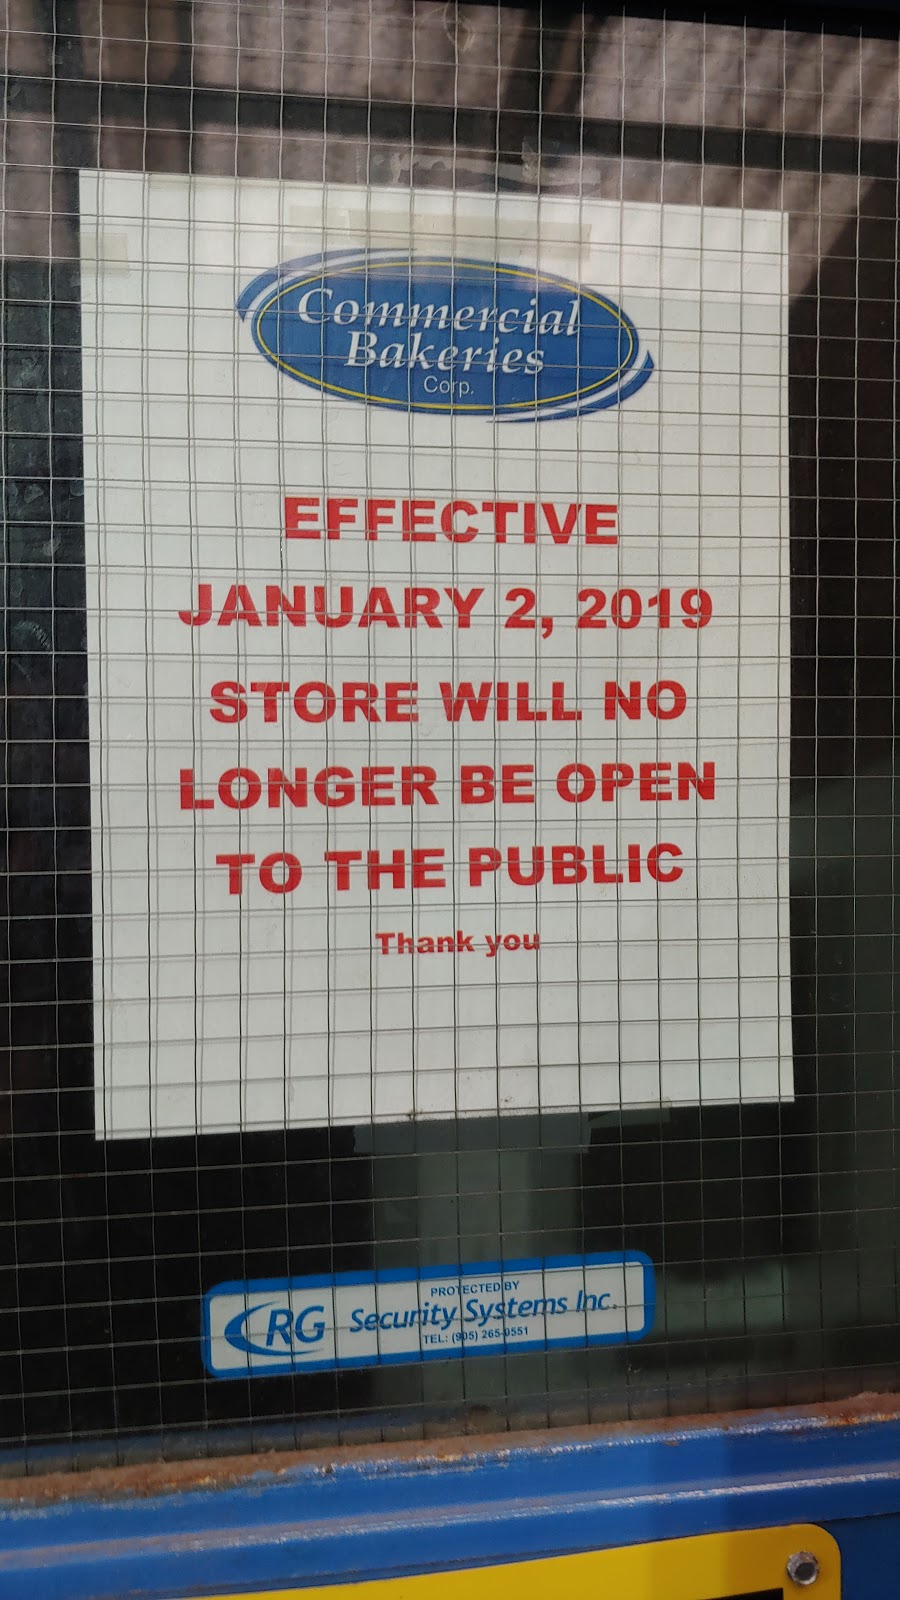 Commercial
Bakeries
Corp.
EFFECTIVE
JANUARY 2, 2019
STORE WILL NO
LONGER BE OPEN
TO THE PUBLIC
Thank you
PROTECTED BY
RG Security Systems Inc.
TEL: (905) 265-0551